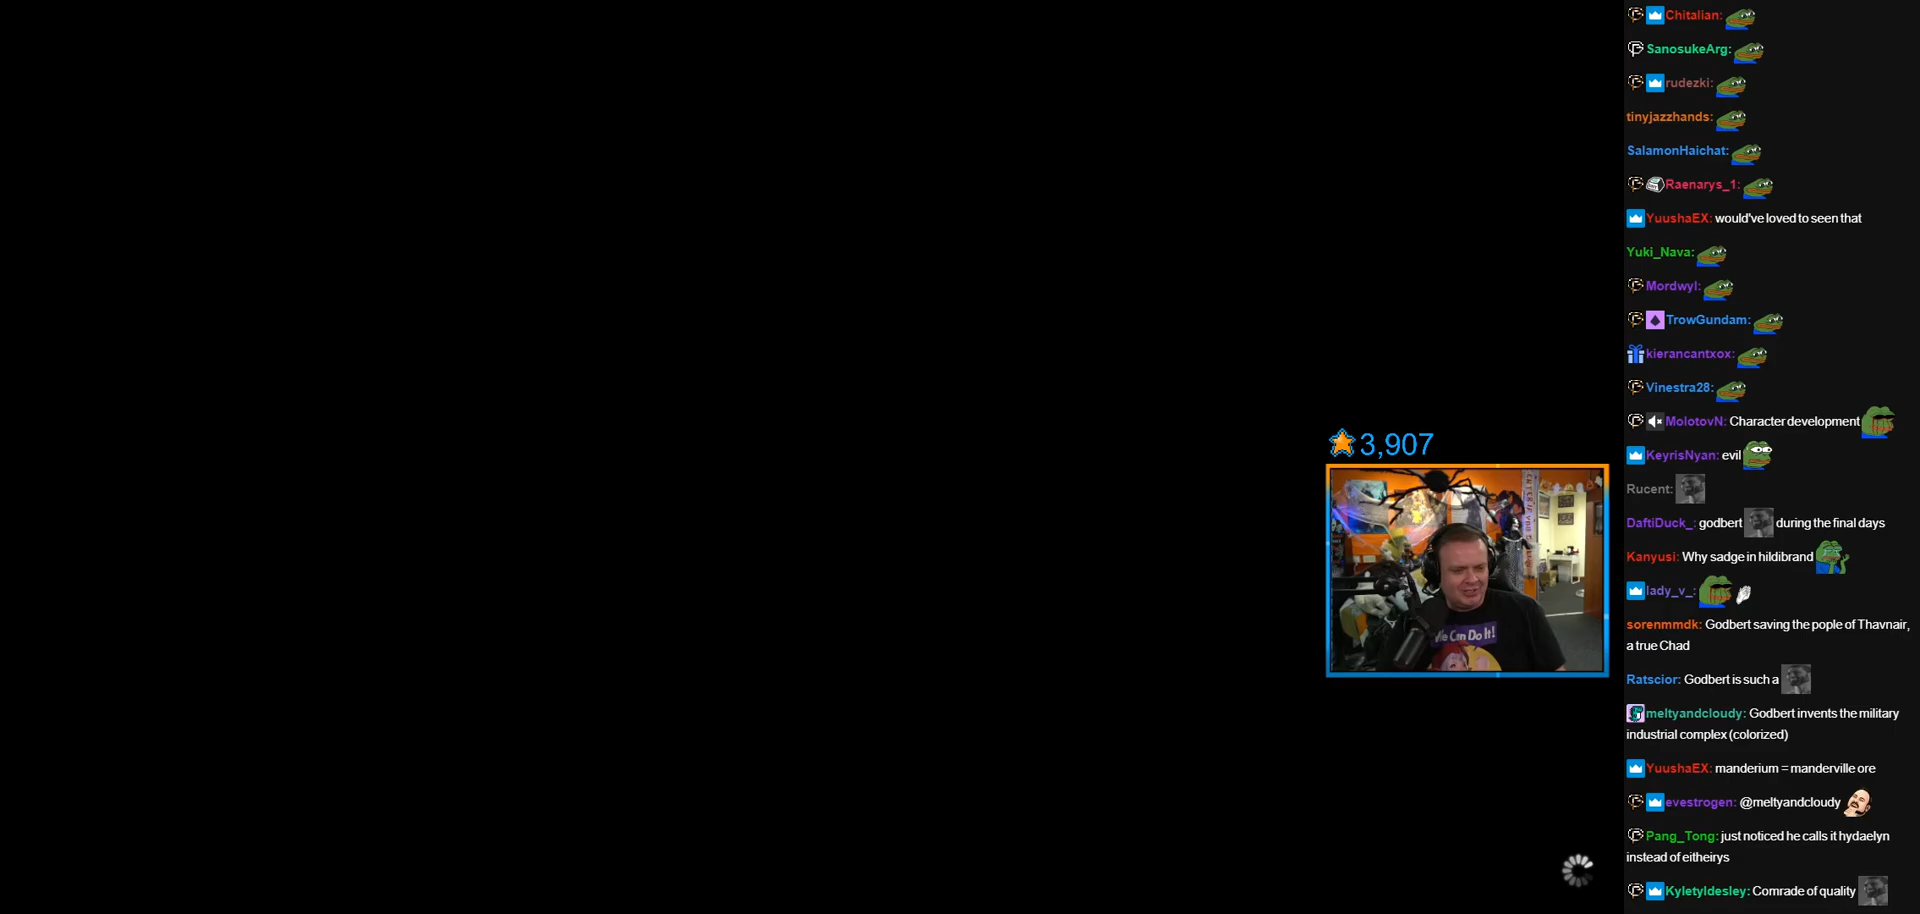 Chitalian:
SanosukeArg:
rudezki:
tinyjazzhands:
SalamonHaichat:
Raenarys_1:
YuushaEX: would've loved to seen that
Yuki_Nava:
Mordwyl:
TrowGundam:
kierancantxox:
Vinestra28:
MolotovN: Character development
3,907
KeyrisNyan: evil
Rucent:
DaftiDuck_: godbert during the final days
Kanyusi: Why sadge in hildibrand
lady_v_:
sorenmmdk: Godbert saving the pople of Thavnair,
a true Chad
We Can Do It!
Ratscior: Godbert is such a
meltyandcloudy: Godbert invents the military
industrial complex (colorized)
YuushaEX: manderium = manderville ore
evestrogen: @meltyandcloudy
Pang_Tong: just noticed he calls it hydaelyn
instead of eitheirys
Kyletyldesley: Comrade of quality